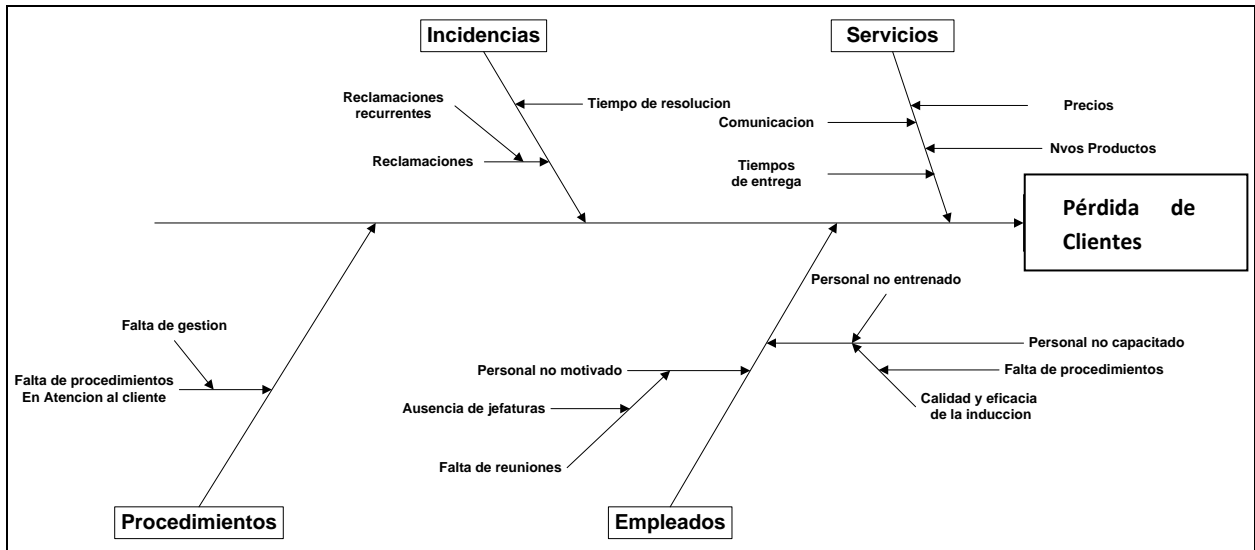 Incidencias
Servicios
Reclamaciones
recurrentes
Tiempo de resolucion
Precios
Comunicacion
Reclamaciones
Nvos Productos
Tiempos
de entrega
Pérdida de
Clientes
Personal no entrenado
Falta de gestion
Personal no capacitado
Personal no motivado
Falta de procedimientos
Falta de procedimientos
En Atencion al cliente
Calidad y eficacia
de la induccion
Ausencia de jefaturas
Falta de reuniones
Procedimientos
Empleados